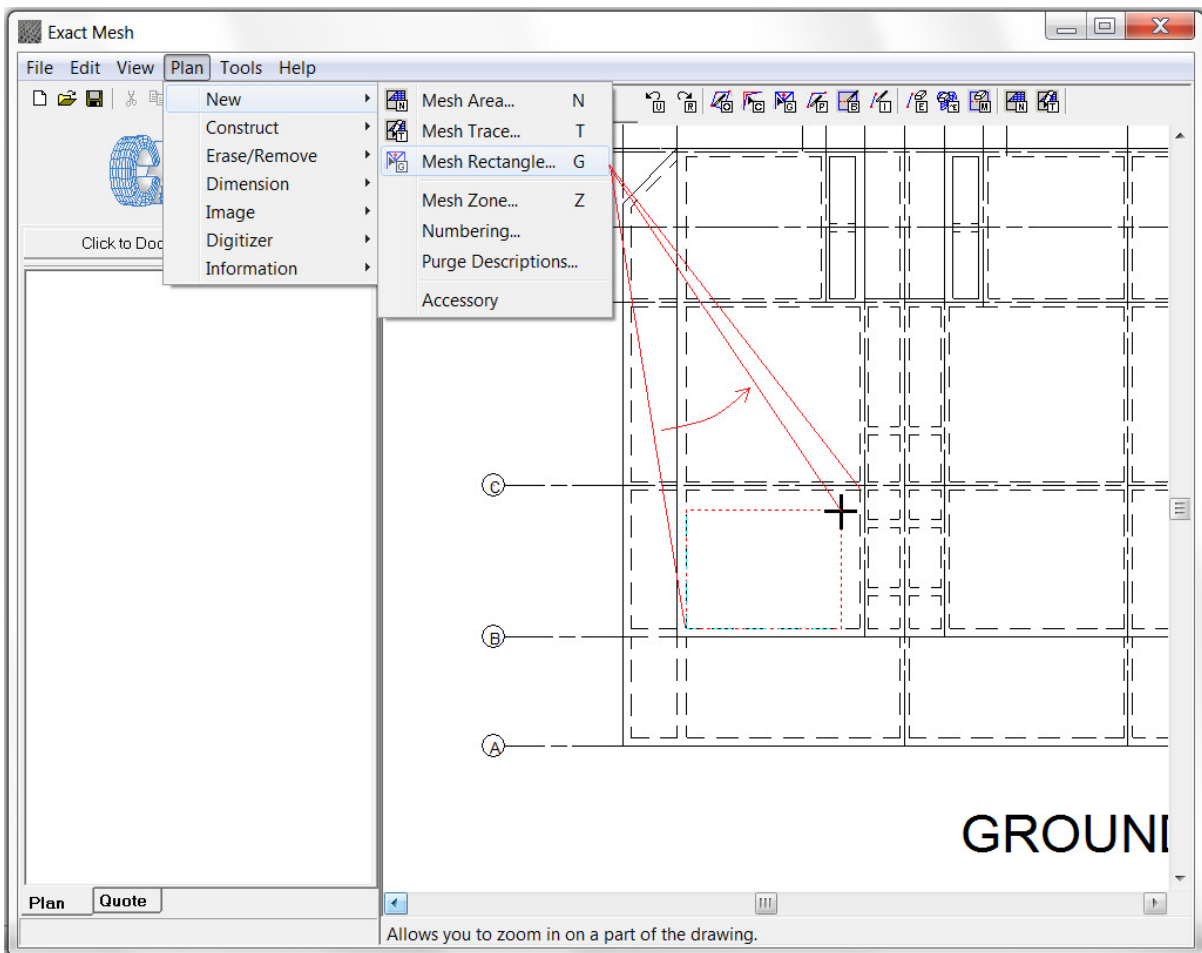 Exact Mesh
File Edit View Plan Tools Help
New
Construct
Erase/Remove
Dimension
Image
Digitizer
Information
Mesh Area... N
Mesh Trace... T
Mesh Rectangle... G
Mesh Zone... Z
Numbering...
Purge Descriptions...
Accessory
Click to Doc
C
B
A
GROUN
Plan Quote
Allows you to zoom in on a part of the drawing.